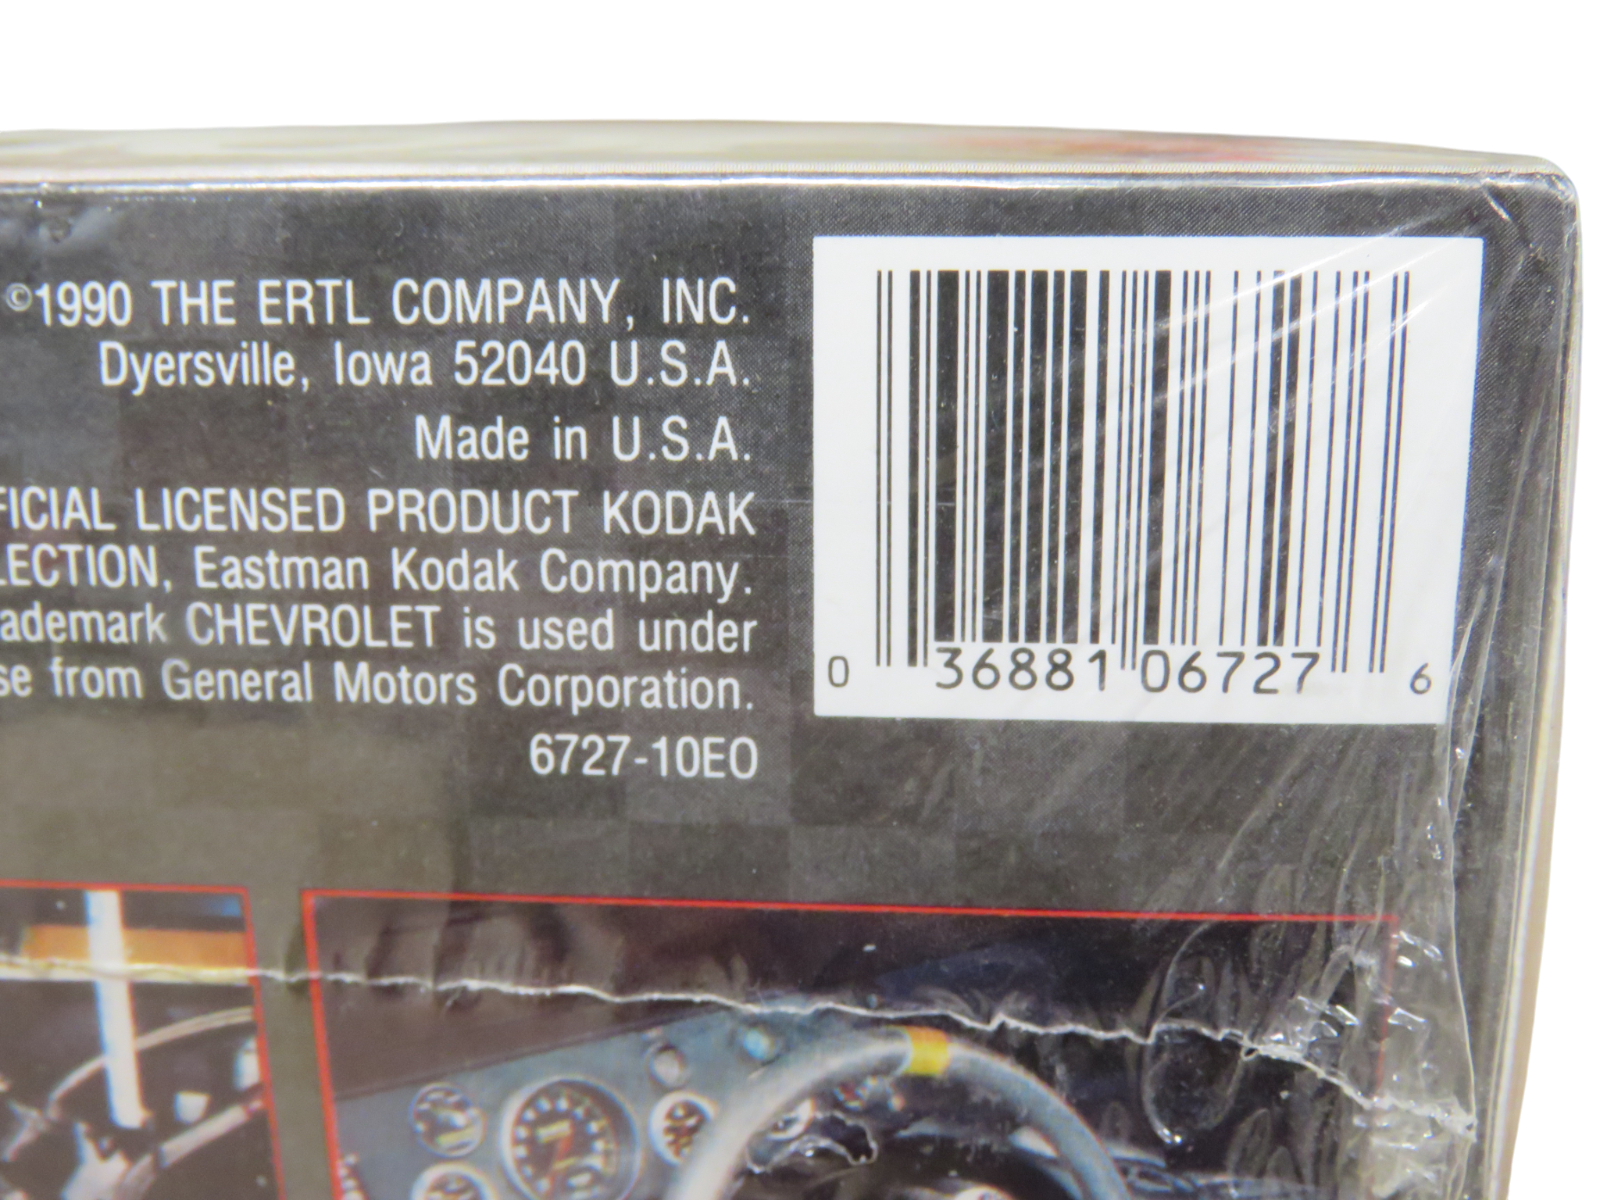 ©1990 THE ERTL COMPANY, INC.
Dyersville, Iowa 52040 U.S.A.
Made in U.S.A.
FICIAL LICENSED PRODUCT KODAK
LECTION, Eastman Kodak Company.
ademark CHEVROLET is used under
se from General Motors Corporation.
6727-10EO
0 36881 06727 6